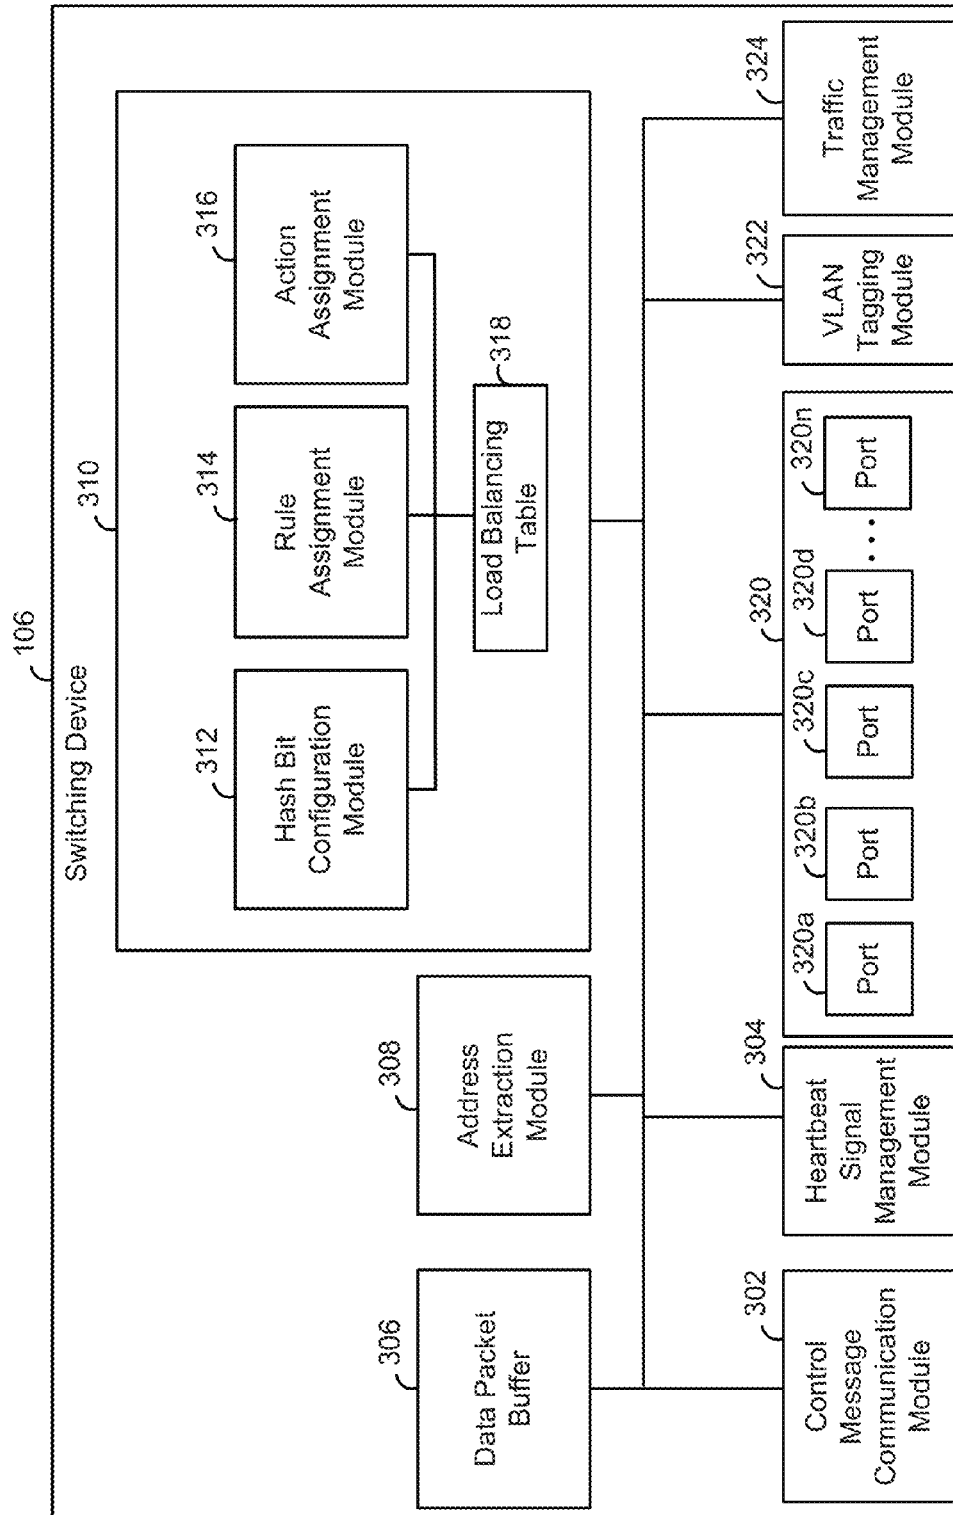 106
Switching Device
310
312
Hash Bit
Configuration
Module
314
Rule
Assignment
Module
316
Action
Assignment
Module
318
Load Balancing
Table
306
Data Packet
Buffer
308
Address
Extraction
Module
302
Control
Message
Communication
Module
304
Heartbeat
Signal
Management
Module
320
320a
Port
320b
Port
320c
Port
320d
Port
...
320n
Port
322
VLAN
Tagging
Module
324
Traffic
Management
Module